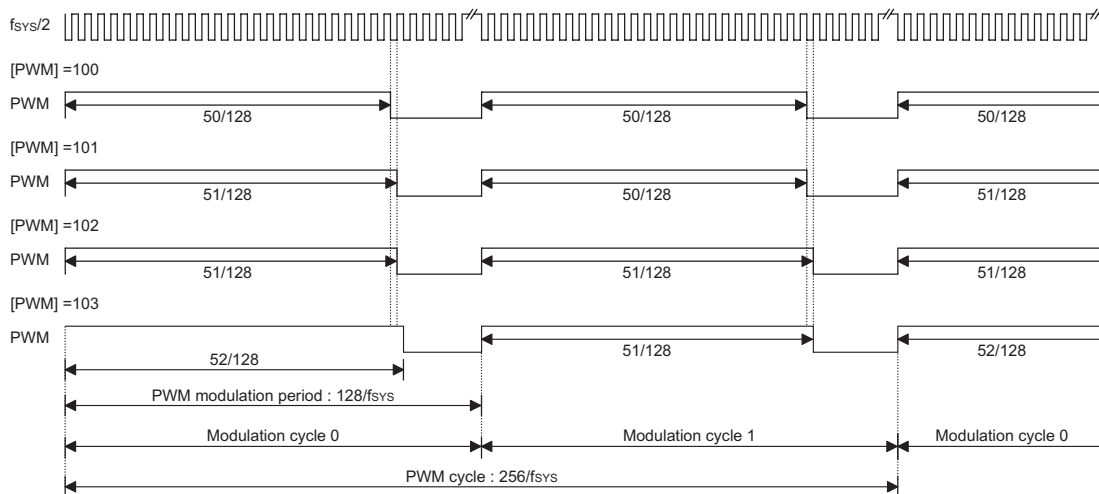 fSYS/2
[PWM] =100
PWM
50/128 50/128 50/128
[PWM] =101
PWM
51/128 50/128 51/128
[PWM] =102
PWM
51/128 51/128 51/128
[PWM] =103
PWM
52/128 51/128 52/128
PWM modulation period : 128/fSYS
Modulation cycle 0 Modulation cycle 1 Modulation cycle 0
PWM cycle : 256/fSYS